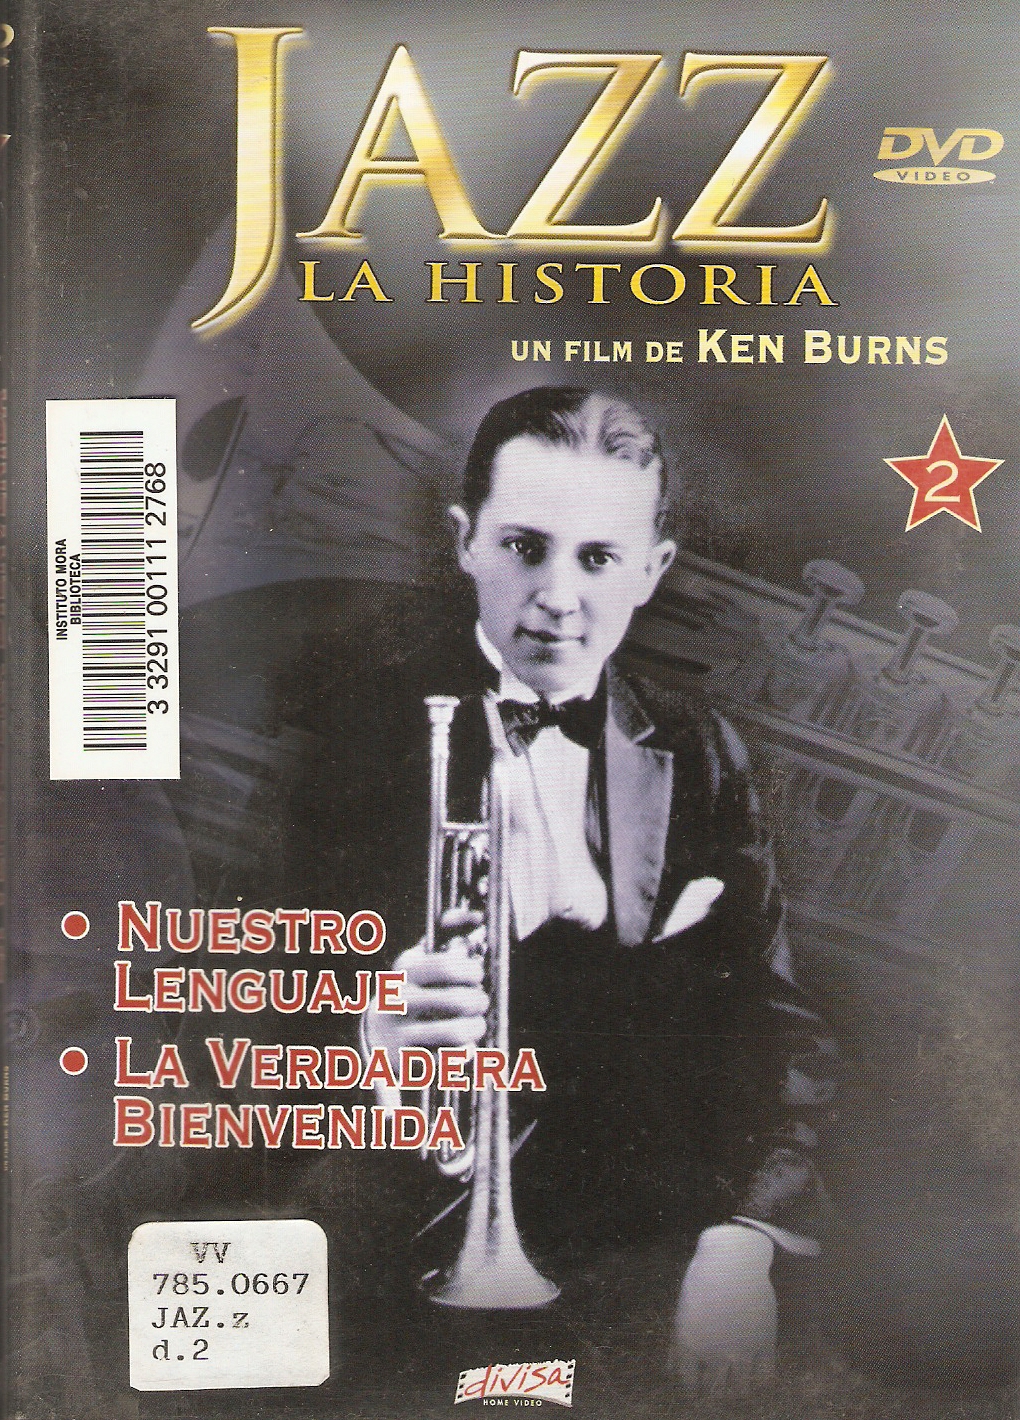 JAZZ
LA HISTORIA
UN FILM DE KEN BURNS
DVD
VIDEO
2
INSTITUTO MORA
BIBLIOTECA
3 3291 00111 2768
• NUESTRO
LENGUAJE
• LA VERDADERA
BIENVENIDA
VV
785.0667
JAZ.z
d.2
divisa
HOME VIDEO